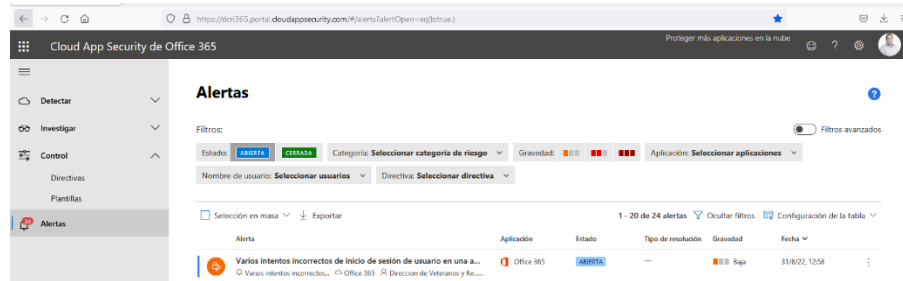 https://dcri365.portal.cloudappsecurity.com/#/alerts?alertOpen=eq(b:true,)
Cloud App Security de Office 365
Proteger más aplicaciones en la nube
Detectar
Investigar
Control
Directivas
Plantillas
24
Alertas
Alertas
Filtros:
Filtros avanzados
Estado: ABIERTA CERRADA Categoría: Seleccionar categoría de riesgo Gravedad: Aplicación: Seleccionar aplicaciones
Nombre de usuario: Seleccionar usuarios Directiva: Seleccionar directiva
Selección en masa Exportar 1 - 20 de 24 alertas Ocultar filtros Configuración de la tabla
Alerta Aplicación Estado Tipo de resolución Gravedad Fecha
Varios intentos incorrectos de inicio de sesión de usuario en una a... Office 365 ABIERTA — Baja 31/8/22, 12:58
Varios intentos incorrectos... Office 365 Direccion de Veteranos y Re.....